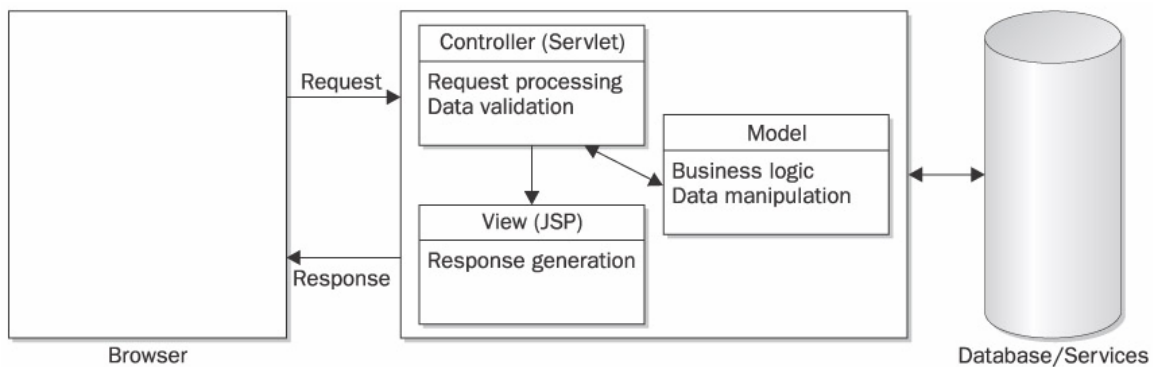 Controller (Servlet)
Request processing
Data validation
Request
Model
Business logic
Data manipulation
View (JSP)
Response generation
Response
Browser
Database/Services